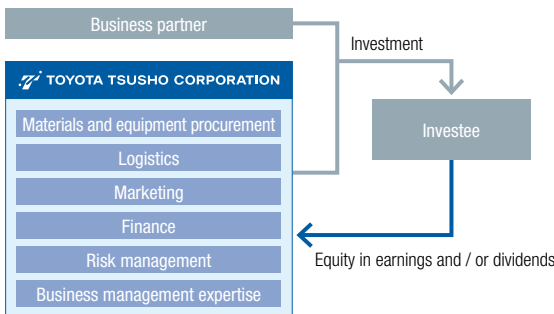 Business partner
Investment
TOYOTA TSUSHO CORPORATION
Materials and equipment procurement
Investee
Logistics
Marketing
Finance
Equity in earnings and / or dividends
Risk management
Business management expertise